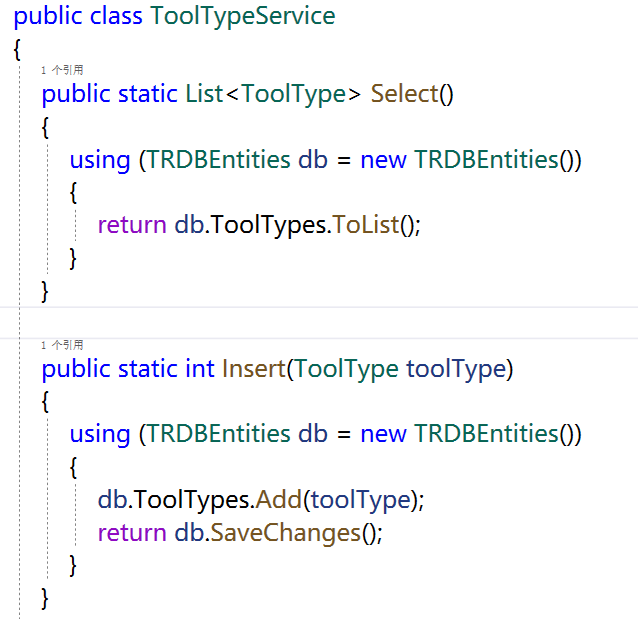 public class ToolTypeService
{
1 个引用
public static List<ToolType> Select()
{
using (TRDBEntities db = new TRDBEntities())
{
return db.ToolTypes.ToList();
}
}
1 个引用
public static int Insert(ToolType toolType)
{
using (TRDBEntities db = new TRDBEntities())
{
db.ToolTypes.Add(toolType);
return db.SaveChanges();
}
}